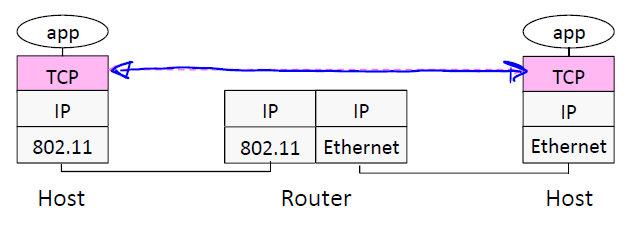 app
app
TCP
TCP
IP
IP
IP
IP
802.11
802.11
Ethernet
Ethernet
Host
Router
Host